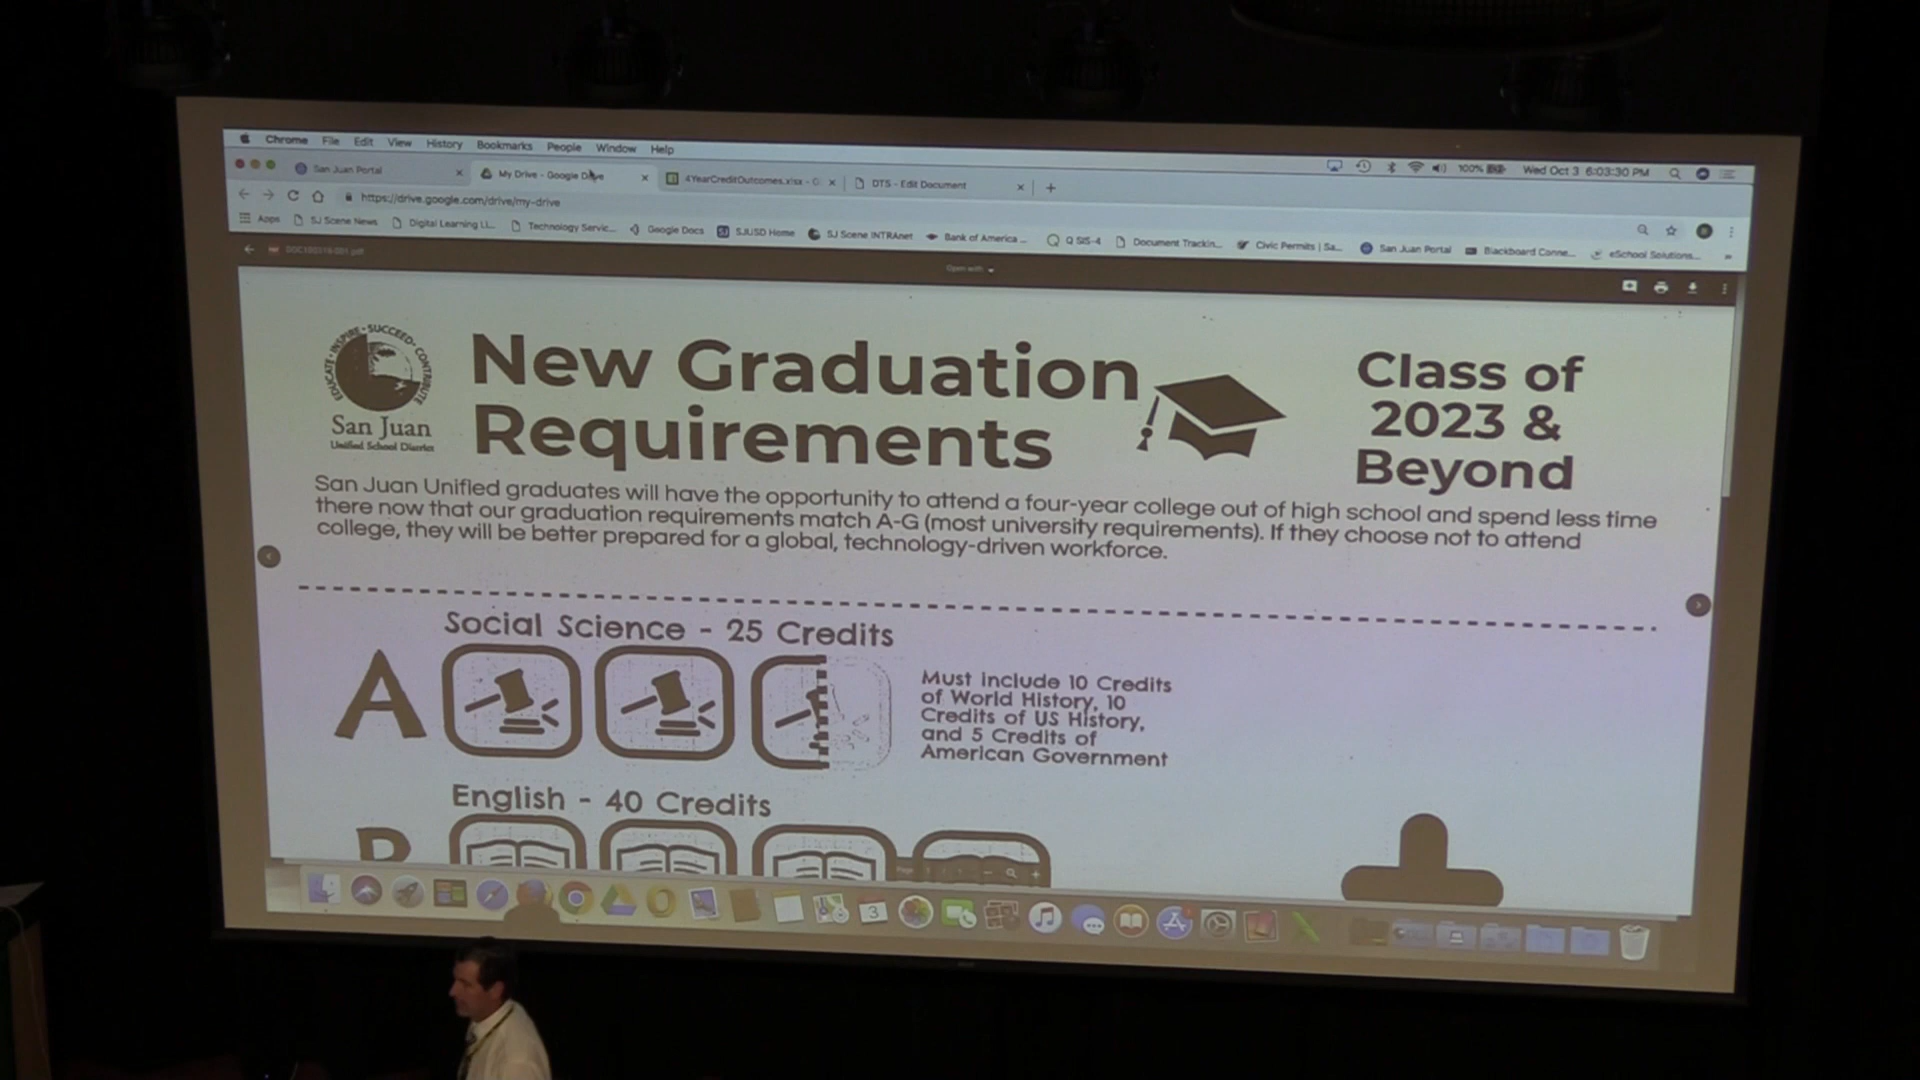 Chrome File Edit View History Bookmarks People Window Help
100% Wed Oct 3 6:03:30 PM
San Juan Portal
My Drive - Google Drive
4YearCreditOutcomes.xlsx - G
DTS - Edit Document
https://drive.google.com/drive/my-drive
Apps SJ Scene News Digital Learning Technology Servic... Google Docs SJUSD Home SJ Scene INTRAnet Bank of America ... Q SIS-4 Document Trackin... Civic Permits | Sa... San Juan Portal Blackboard Conne... eSchool Solutions...
Open with
EDUCATE • INSPIRE • SUCCEED • CONTRIBUTE
San Juan
Unified School District
New Graduation
Requirements
Class of
2023 &
Beyond
San Juan Unified graduates will have the opportunity to attend a four-year college out of high school and spend less time
there now that our graduation requirements match A-G (most university requirements). If they choose not to attend
college, they will be better prepared for a global, technology-driven workforce.
Social Science - 25 Credits
A
Must include 10 Credits
of World History, 10
Credits of US History,
and 5 Credits of
American Government
English - 40 Credits
B
Page
3